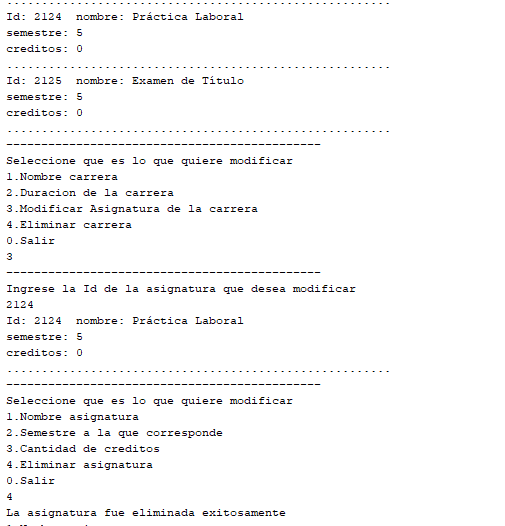 .......................................................
Id: 2124  nombre: Práctica Laboral
semestre: 5
creditos: 0
.......................................................
Id: 2125  nombre: Examen de Título
semestre: 5
creditos: 0
.......................................................
---------------------------------------------
Seleccione que es lo que quiere modificar
1.Nombre carrera
2.Duracion de la carrera
3.Modificar Asignatura de la carrera
4.Eliminar carrera
0.Salir
3
---------------------------------------------
Ingrese la Id de la asignatura que desea modificar
2124
Id: 2124  nombre: Práctica Laboral
semestre: 5
creditos: 0
.......................................................
---------------------------------------------
Seleccione que es lo que quiere modificar
1.Nombre asignatura
2.Semestre a la que corresponde
3.Cantidad de creditos
4.Eliminar asignatura
0.Salir
4
La asignatura fue eliminada exitosamente